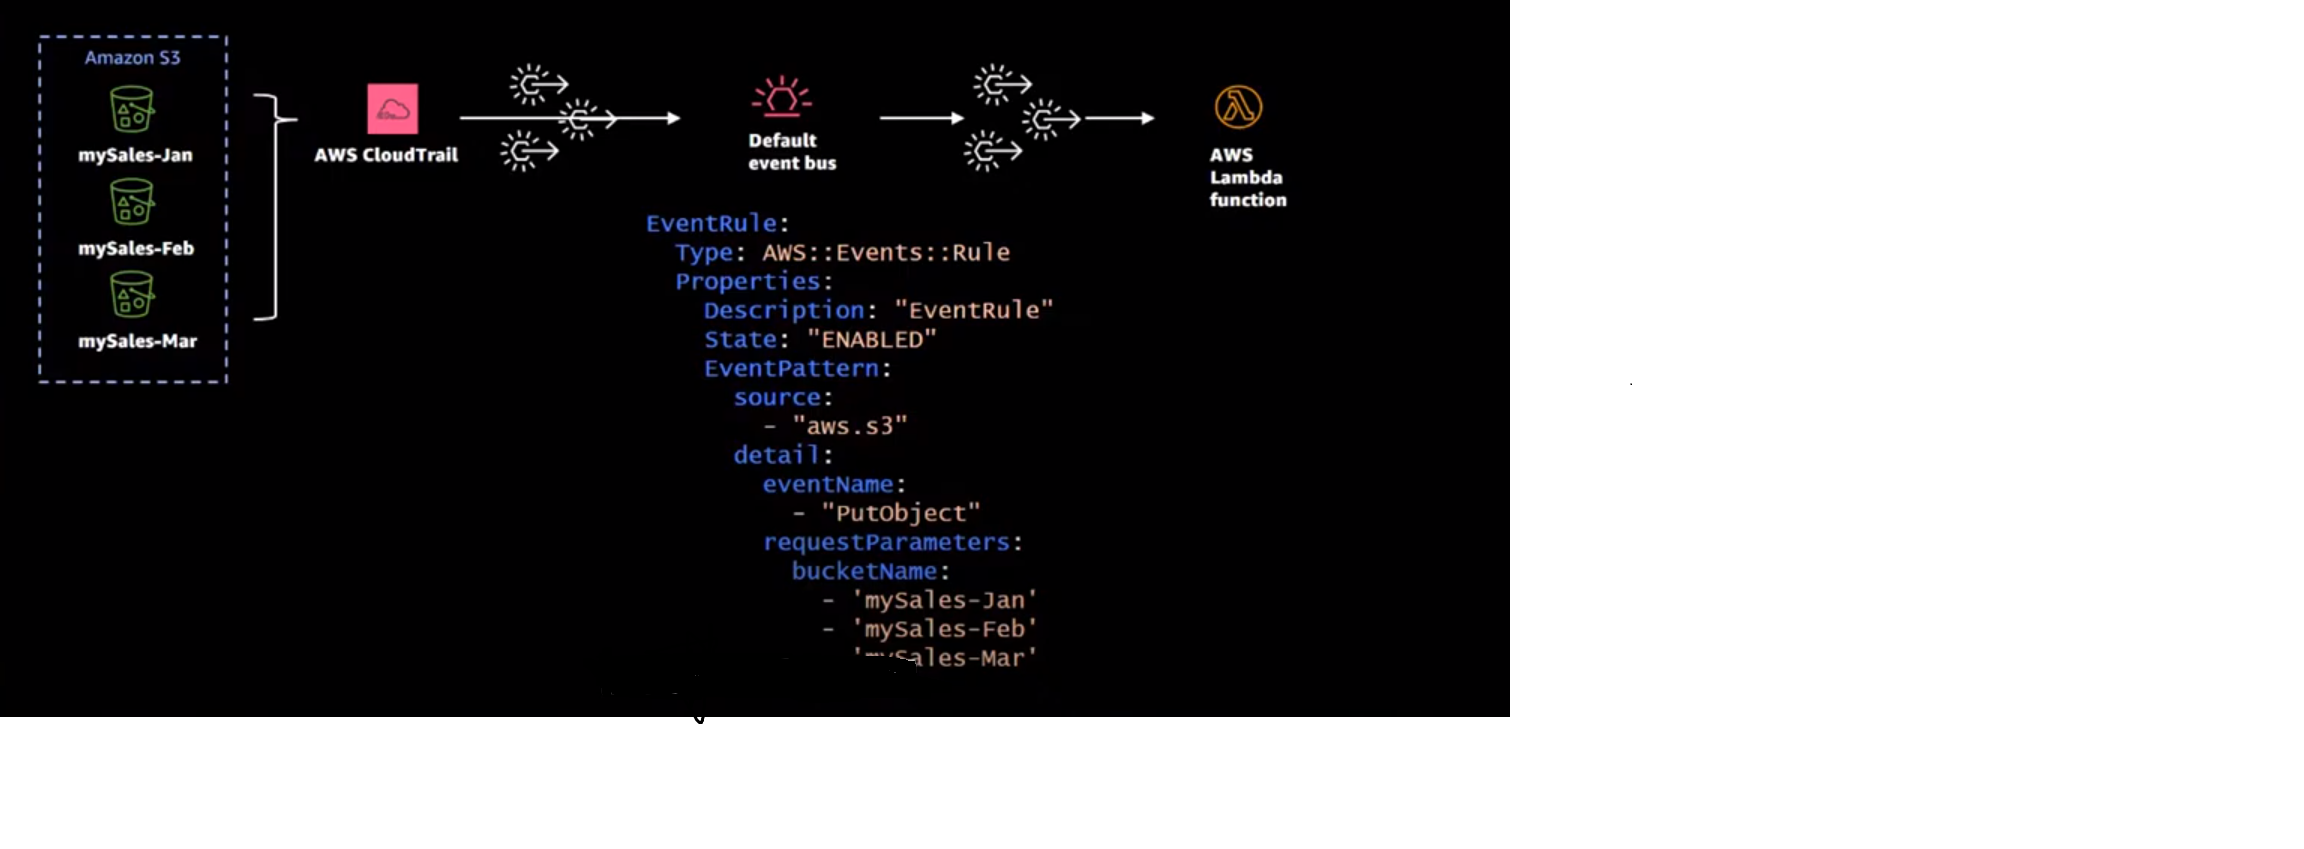 Amazon S3
mySales-Jan
mySales-Feb
mySales-Mar
AWS CloudTrail
Default
event bus
AWS
Lambda
function
EventRule:
Type: AWS::Events::Rule
Properties:
Description: "EventRule"
State: "ENABLED"
EventPattern:
source:
- "aws.s3"
detail:
eventName:
- "PutObject"
requestParameters:
bucketName:
- 'mySales-Jan'
- 'mySales-Feb'
'mySales-Mar'